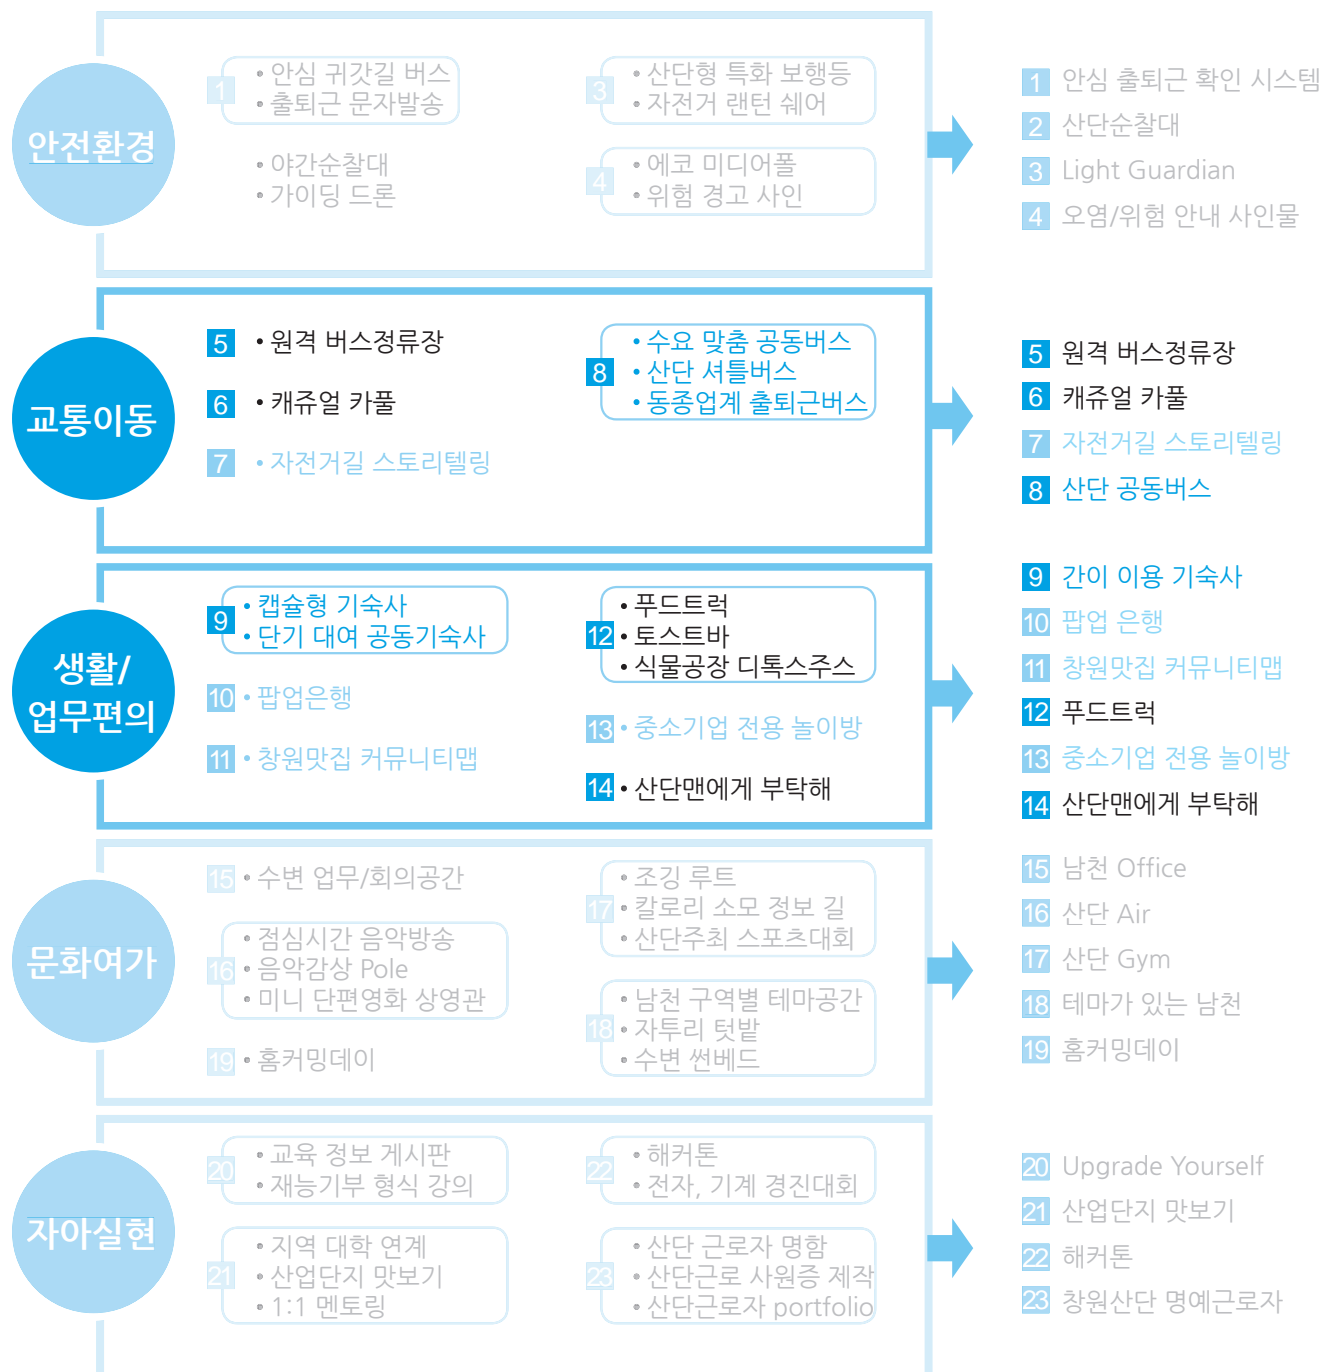 안전환경
1
• 안심 귀갓길 버스
• 출퇴근 문자발송
• 야간순찰대
• 가이딩 드론
3
• 산단형 특화 보행등
• 자전거 랜턴 쉐어
4
• 에코 미디어폴
• 위험 경고 사인
1 안심 출퇴근 확인 시스템
2 산단순찰대
3 Light Guardian
4 오염/위험 안내 사인물
교통이동
5 • 원격 버스정류장
6 • 캐쥬얼 카풀
7 • 자전거길 스토리텔링
8
• 수요 맞춤 공동버스
• 산단 셔틀버스
• 동종업계 출퇴근버스
5 원격 버스정류장
6 캐쥬얼 카풀
7 자전거길 스토리텔링
8 산단 공동버스
생활/
업무편의
9
• 캡슐형 기숙사
• 단기 대여 공동기숙사
10 • 팝업은행
11 • 창원맛집 커뮤니티맵
12
• 푸드트럭
• 토스트바
• 식물공장 디톡스주스
13 • 중소기업 전용 놀이방
14 • 산단맨에게 부탁해
9 간이 이용 기숙사
10 팝업 은행
11 창원맛집 커뮤니티맵
12 푸드트럭
13 중소기업 전용 놀이방
14 산단맨에게 부탁해
문화여가
15 • 수변 업무/회의공간
16
• 점심시간 음악방송
• 음악감상 Pole
• 미니 단편영화 상영관
19 • 홈커밍데이
17
• 조깅 루트
• 칼로리 소모 정보 길
• 산단주최 스포츠대회
18
• 남천 구역별 테마공간
• 자투리 텃밭
• 수변 썬베드
15 남천 Office
16 산단 Air
17 산단 Gym
18 테마가 있는 남천
19 홈커밍데이
자아실현
20
• 교육 정보 게시판
• 재능기부 형식 강의
21
• 지역 대학 연계
• 산업단지 맛보기
• 1:1 멘토링
22
• 해커톤
• 전자, 기계 경진대회
23
• 산단 근로자 명함
• 산단근로 사원증 제작
• 산단근로자 portfolio
20 Upgrade Yourself
21 산업단지 맛보기
22 해커톤
23 창원산단 명예근로자